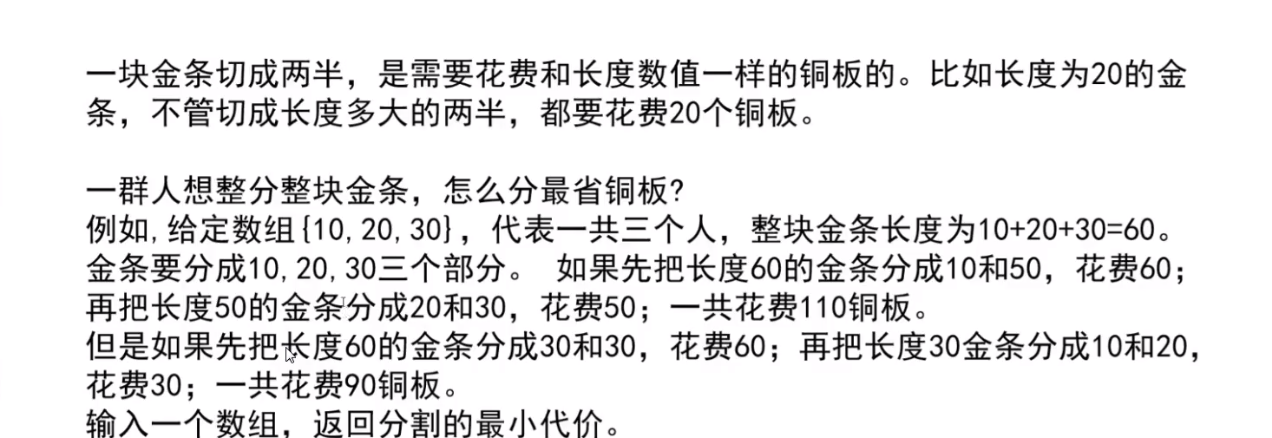 一块金条切成两半，是需要花费和长度数值一样的铜板的。比如长度为20的金
条，不管切成长度多大的两半，都要花费20个铜板。
一群人想整分整块金条，怎么分最省铜板?
例如,给定数组{10,20,30}，代表一共三个人，整块金条长度为10+20+30=60。
金条要分成10,20,30三个部分。 如果先把长度60的金条分成10和50，花费60；
再把长度50的金条分成20和30，花费50；一共花费110铜板。
但是如果先把长度60的金条分成30和30，花费60；再把长度30金条分成10和20，
花费30；一共花费90铜板。
输入一个数组，返回分割的最小代价。